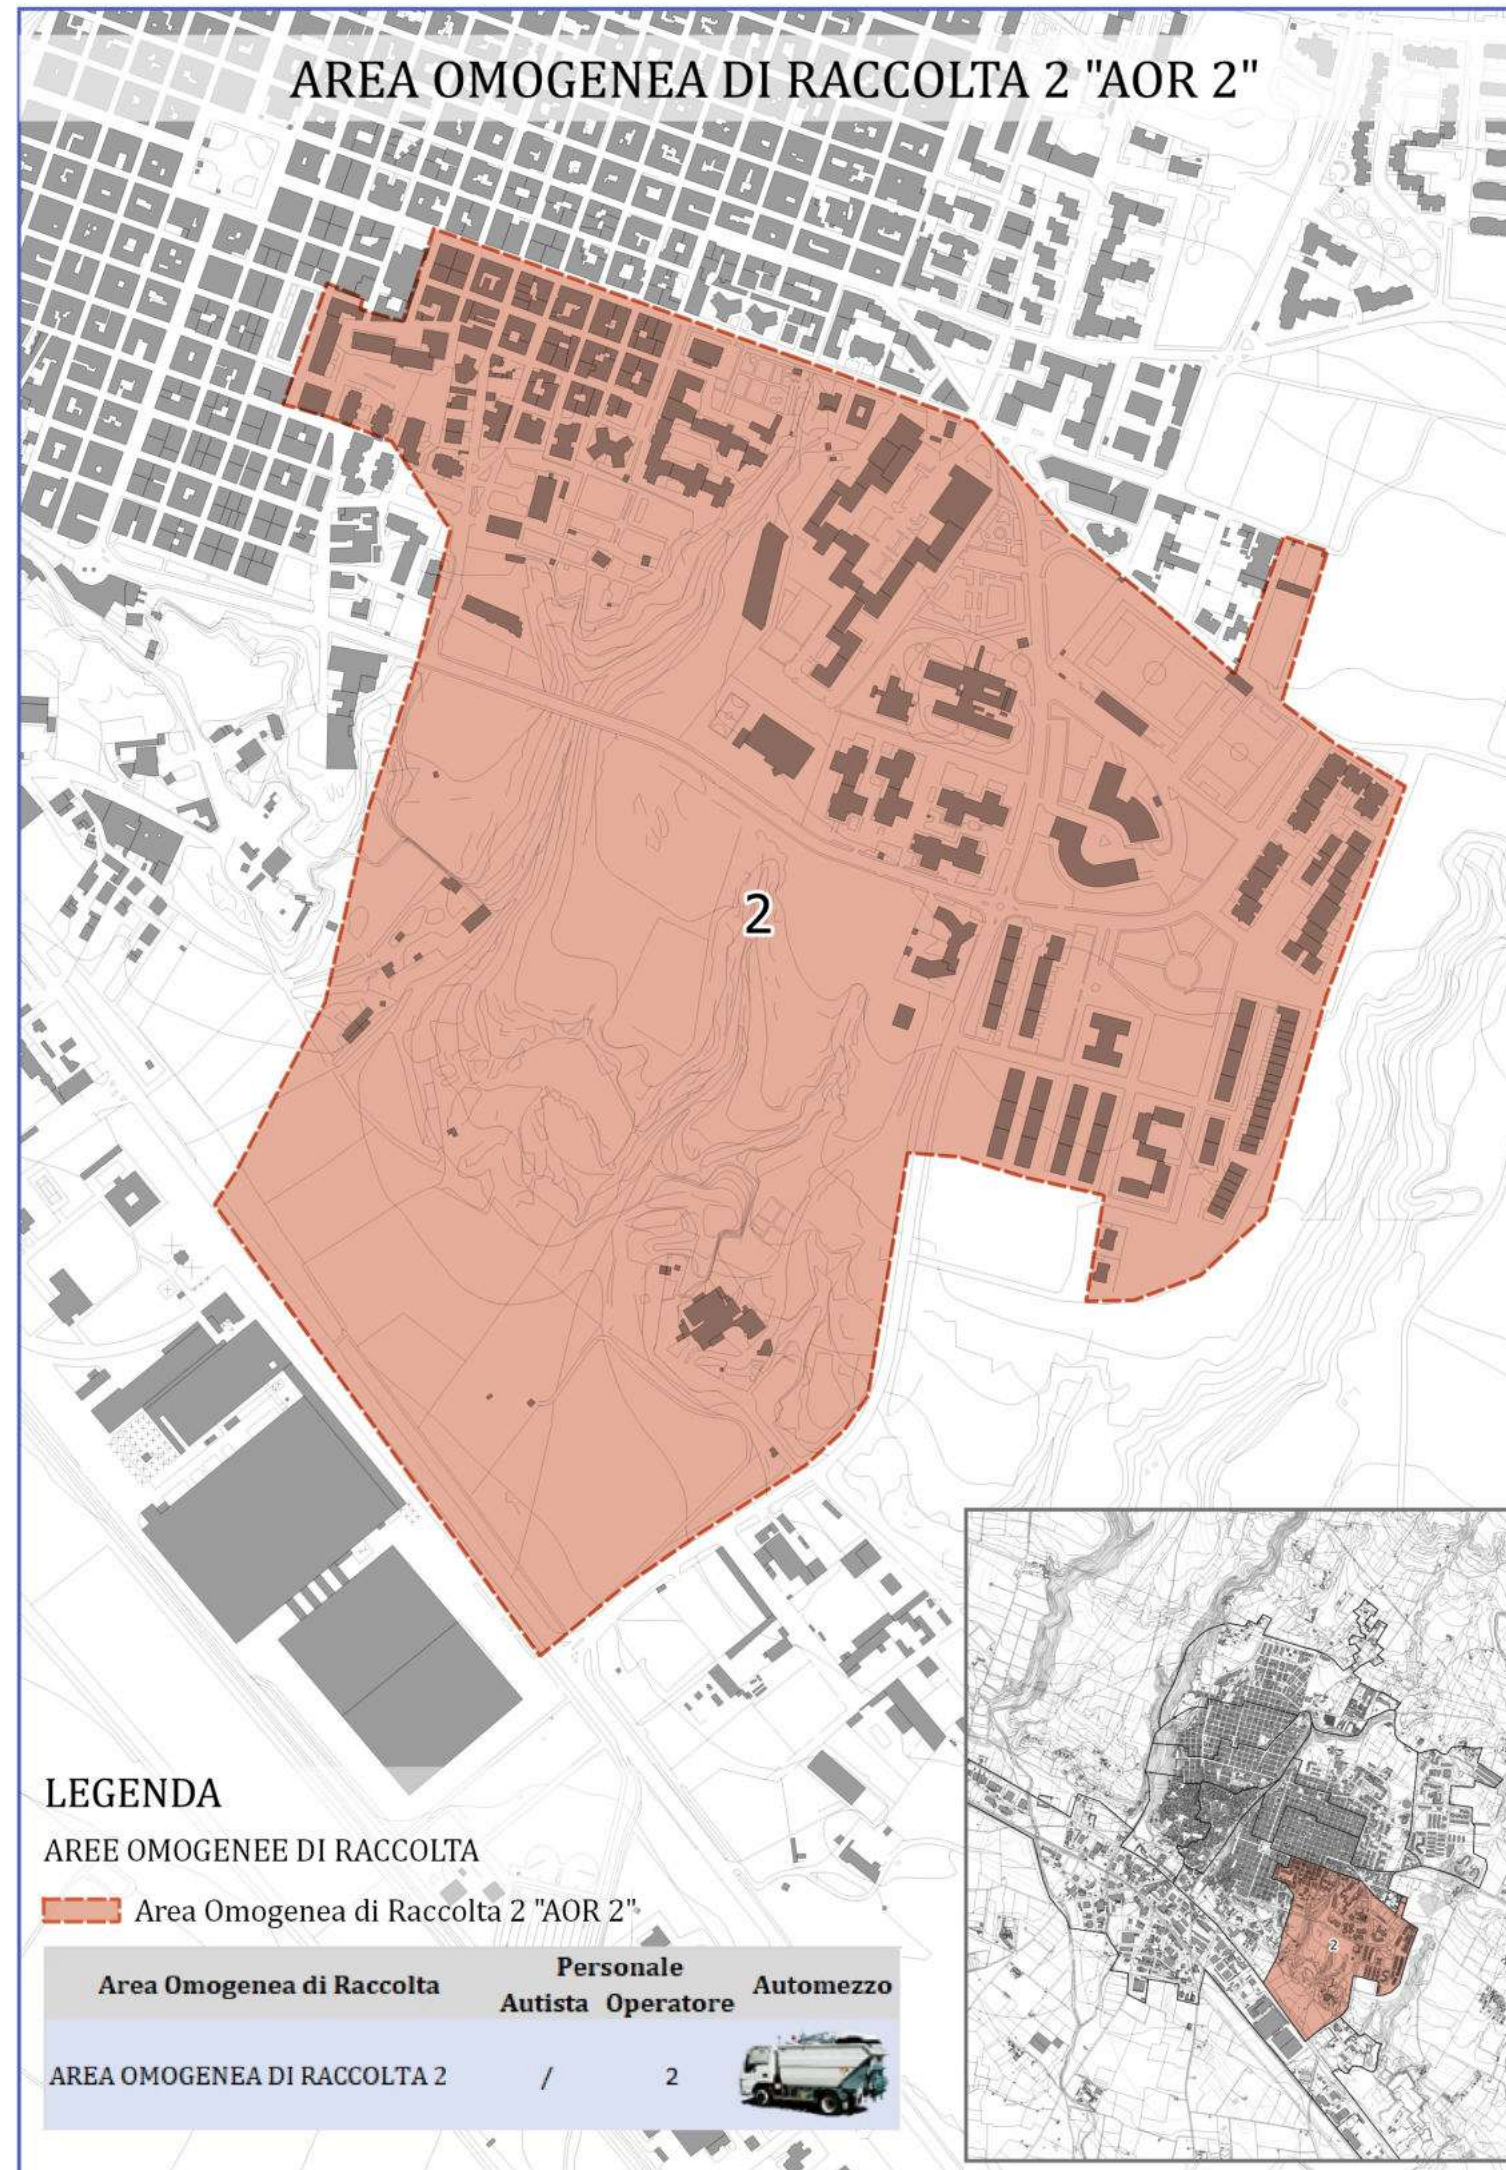 AREA OMOGENEA DI RACCOLTA 2 "AOR 2"
2
LEGENDA
AREE OMOGENEE DI RACCOLTA
Area Omogenea di Raccolta 2 "AOR 2"
Area Omogenea di Raccolta Personale Automezzo
Autista Operatore
AREA OMOGENEA DI RACCOLTA 2 / 2
2